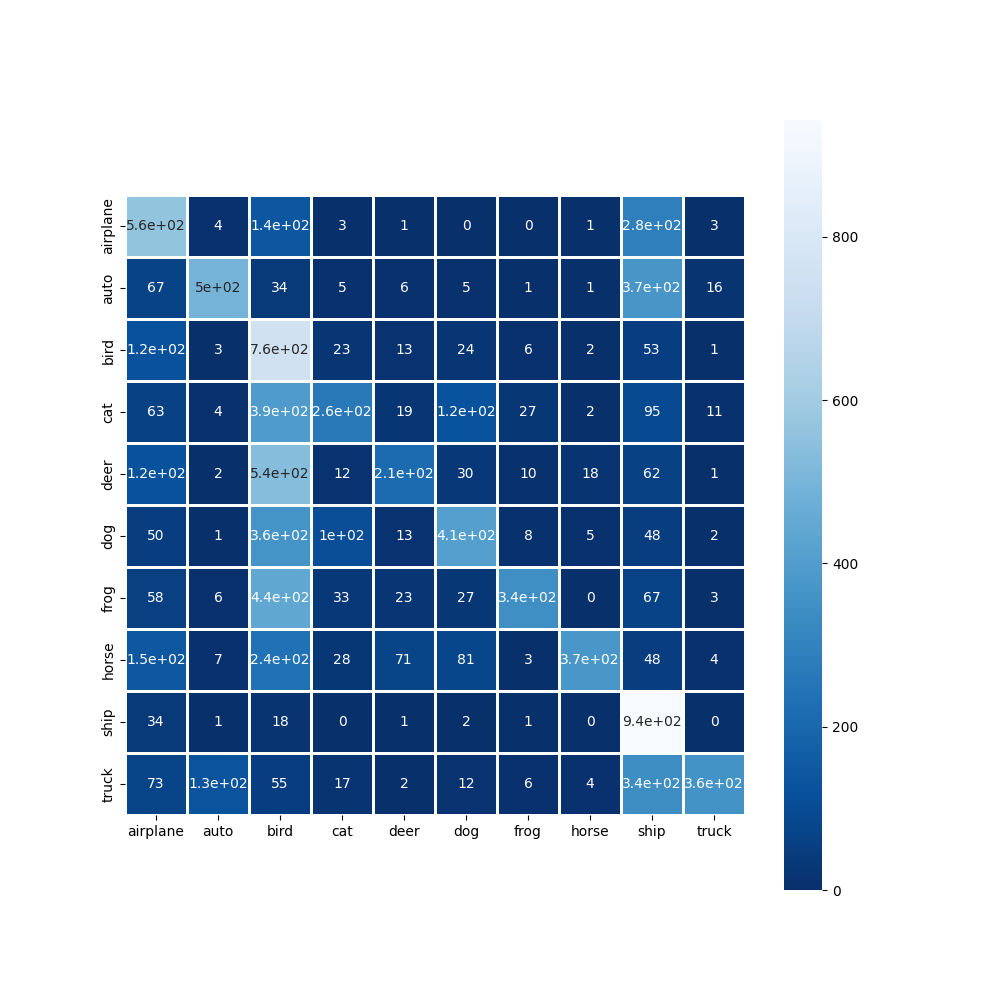 airplane 5.6e+02 4 1.4e+02 3 1 0 0 1 2.8e+02 3
auto 67 5e+02 34 5 6 5 1 1 3.7e+02 16
bird 1.2e+02 3 7.6e+02 23 13 24 6 2 53 1
cat 63 4 3.9e+02 2.6e+02 19 1.2e+02 27 2 95 11
deer 1.2e+02 2 5.4e+02 12 2.1e+02 30 10 18 62 1
dog 50 1 3.6e+02 1e+02 13 4.1e+02 8 5 48 2
frog 58 6 4.4e+02 33 23 27 3.4e+02 0 67 3
horse 1.5e+02 7 2.4e+02 28 71 81 3 3.7e+02 48 4
ship 34 1 18 0 1 2 1 0 9.4e+02 0
truck 73 1.3e+02 55 17 2 12 6 4 3.4e+02 3.6e+02
airplane auto bird cat deer dog frog horse ship truck
800
600
400
200
0